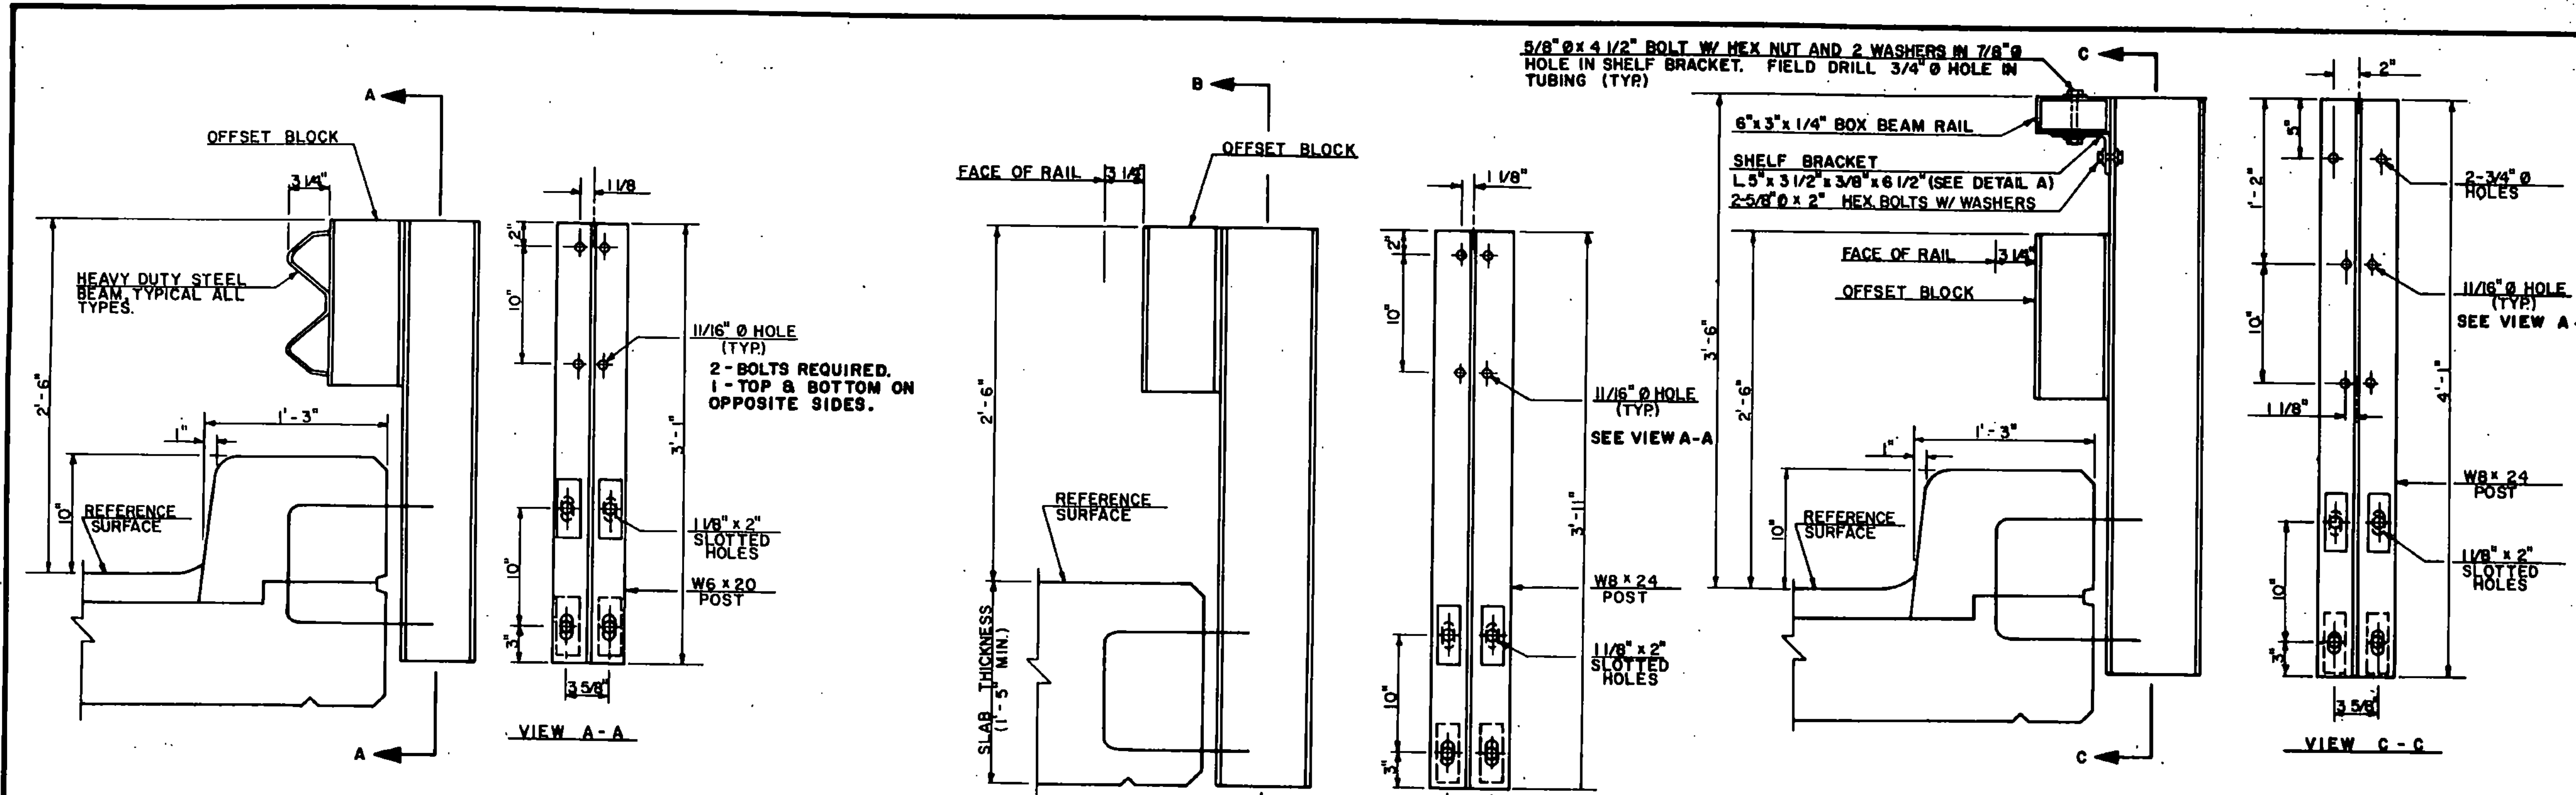 A
OFFSET BLOCK
3 1/4"
HEAVY DUTY STEEL
BEAM, TYPICAL ALL
TYPES.
2'-6"
1'-3"
1"
10"
REFERENCE
SURFACE
A
1 1/8
2"
10"
11/16" Ø HOLE
(TYP.)
2 - BOLTS REQUIRED.
1 - TOP & BOTTOM ON
OPPOSITE SIDES.
3'-1"
1 1/8" x 2"
SLOTTED
HOLES
10"
W6 x 20
POST
3"
3 5/8"
VIEW A - A
B
OFFSET BLOCK
FACE OF RAIL
3 1/4
2'-6"
REFERENCE
SURFACE
SLAB THICKNESS
(1'-5" MIN.)
1 1/8"
2"
10"
11/16" Ø HOLE
(TYP.)
SEE VIEW A-A
3'-11"
W8 x 24
POST
1 1/8" x 2"
SLOTTED
HOLES
10"
3"
5/8" Ø x 4 1/2" BOLT W/ HEX NUT AND 2 WASHERS IN 7/8" Ø
HOLE IN SHELF BRACKET. FIELD DRILL 3/4" Ø HOLE IN
TUBING (TYP.)
C
6" x 3" x 1/4" BOX BEAM RAIL
SHELF BRACKET
L 5" x 3 1/2" x 3/8" x 6 1/2" (SEE DETAIL A)
2-5/8" Ø x 2" HEX. BOLTS W/ WASHERS
FACE OF RAIL
3 1/4"
OFFSET BLOCK
3'-6"
2'-6"
1'-3"
1"
10"
REFERENCE
SURFACE
C
2"
5"
1'-2"
2-3/4" Ø
HOLES
11/16" Ø HOLE
(TYP.)
SEE VIEW A-
10"
1 1/8"
4'-1"
W8 x 24
POST
1 1/8" x 2"
SLOTTED
HOLES
10"
3"
3 5/8"
VIEW C - C